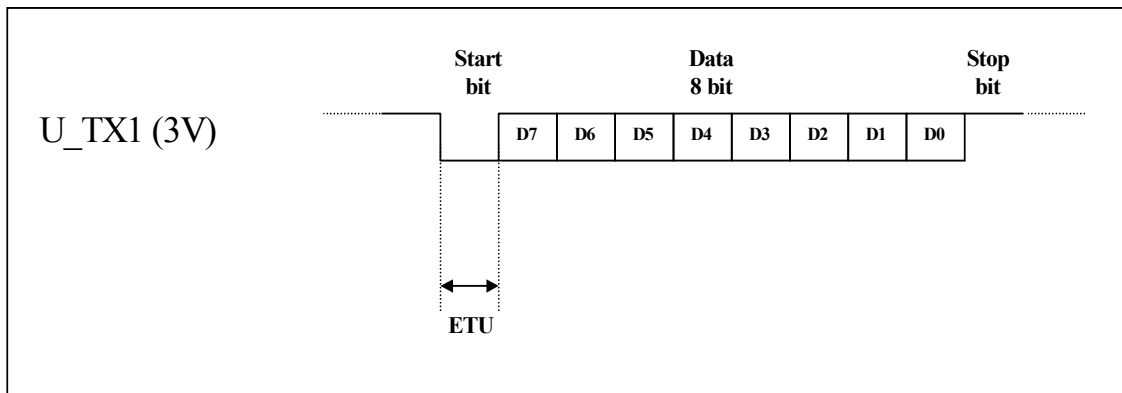 Start bit
Data 8 bit
Stop bit
U_TX1 (3V)
D7 D6 D5 D4 D3 D2 D1 D0
ETU